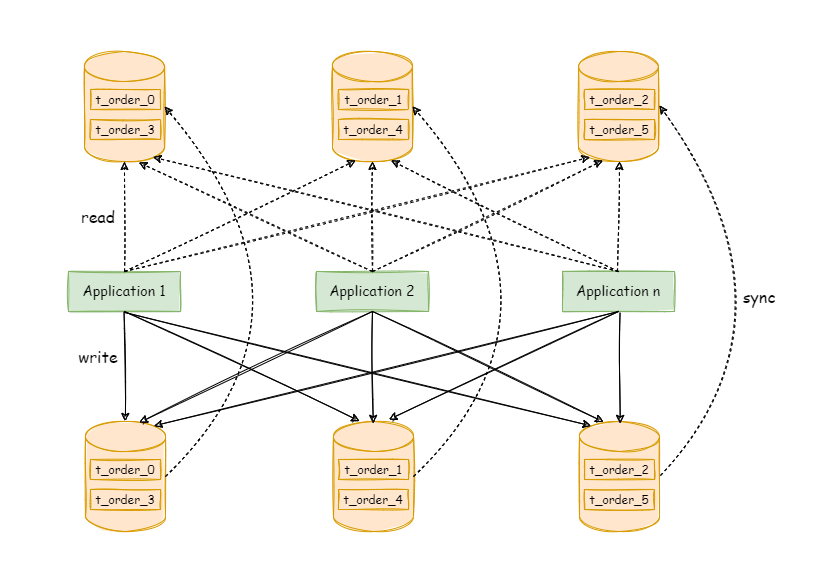 t_order_0
t_order_3
t_order_1
t_order_4
t_order_2
t_order_5
read
Application 1
Application 2
Application n
sync
write
t_order_0
t_order_3
t_order_1
t_order_4
t_order_2
t_order_5